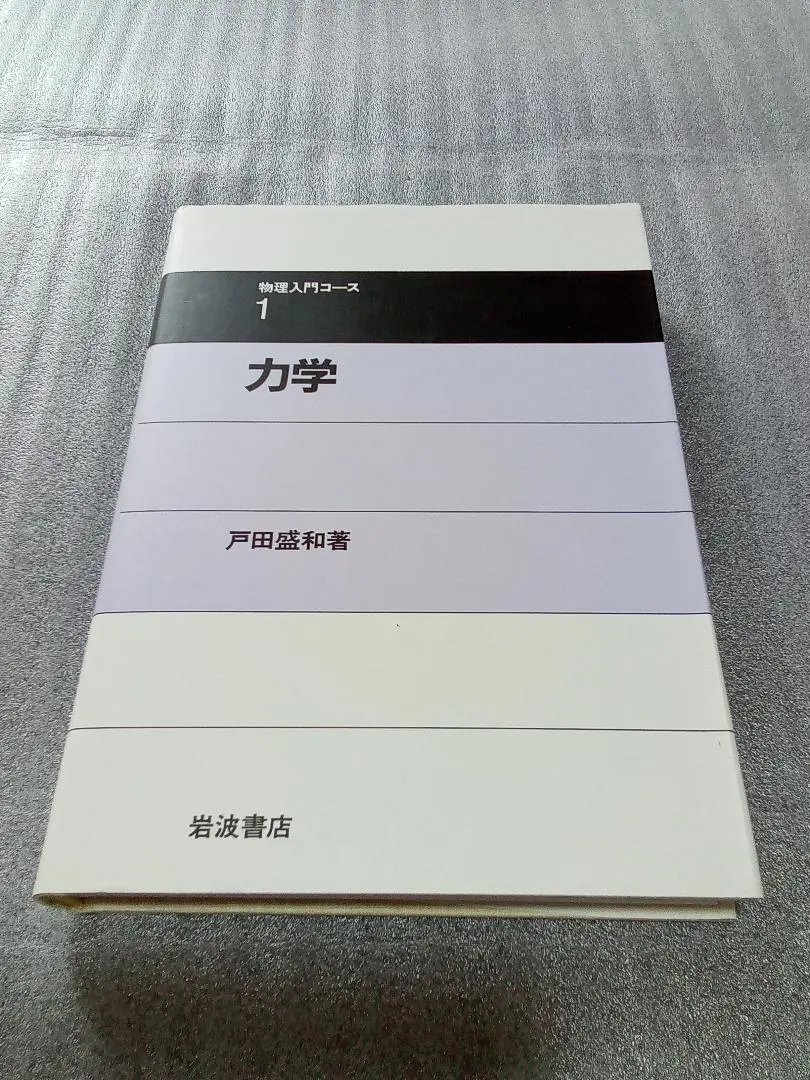 物理入門コース
1
力学
戸田盛和著
岩波書店